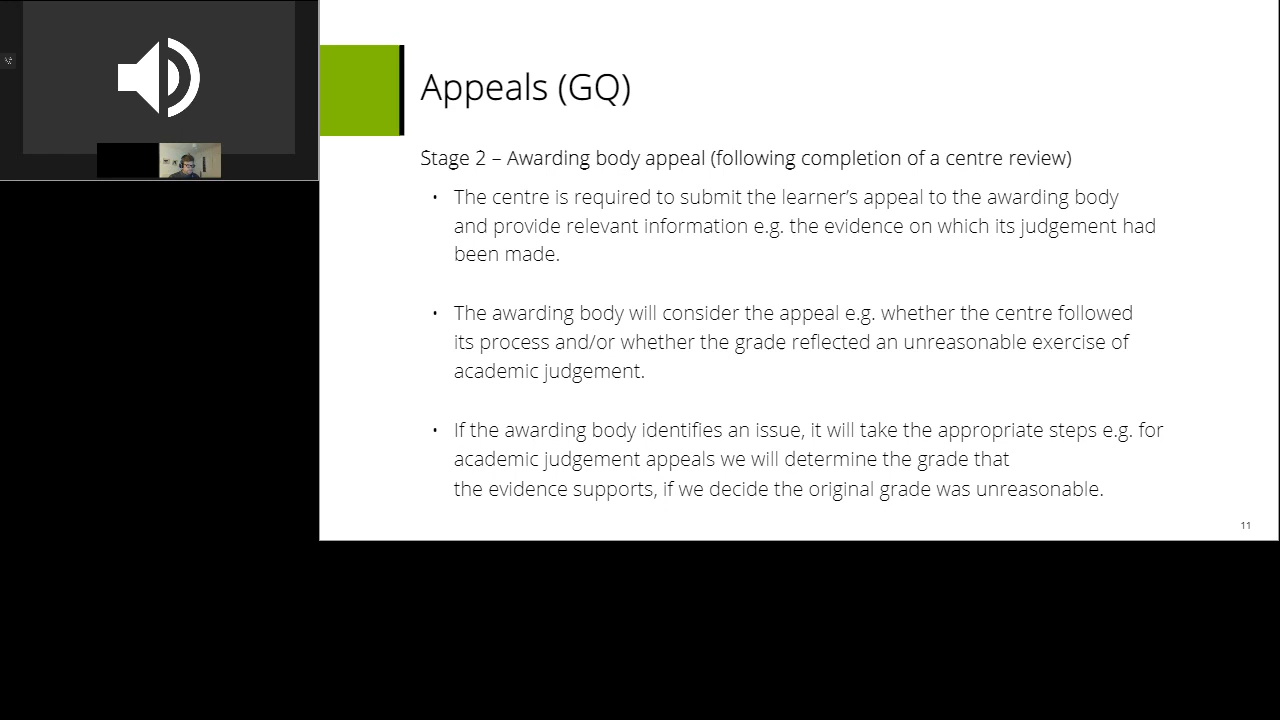 Appeals (GQ)
Stage 2 – Awarding body appeal (following completion of a centre review)
• The centre is required to submit the learner’s appeal to the awarding body
and provide relevant information e.g. the evidence on which its judgement had
been made.
• The awarding body will consider the appeal e.g. whether the centre followed
its process and/or whether the grade reflected an unreasonable exercise of
academic judgement.
• If the awarding body identifies an issue, it will take the appropriate steps e.g. for
academic judgement appeals we will determine the grade that
the evidence supports, if we decide the original grade was unreasonable.
11